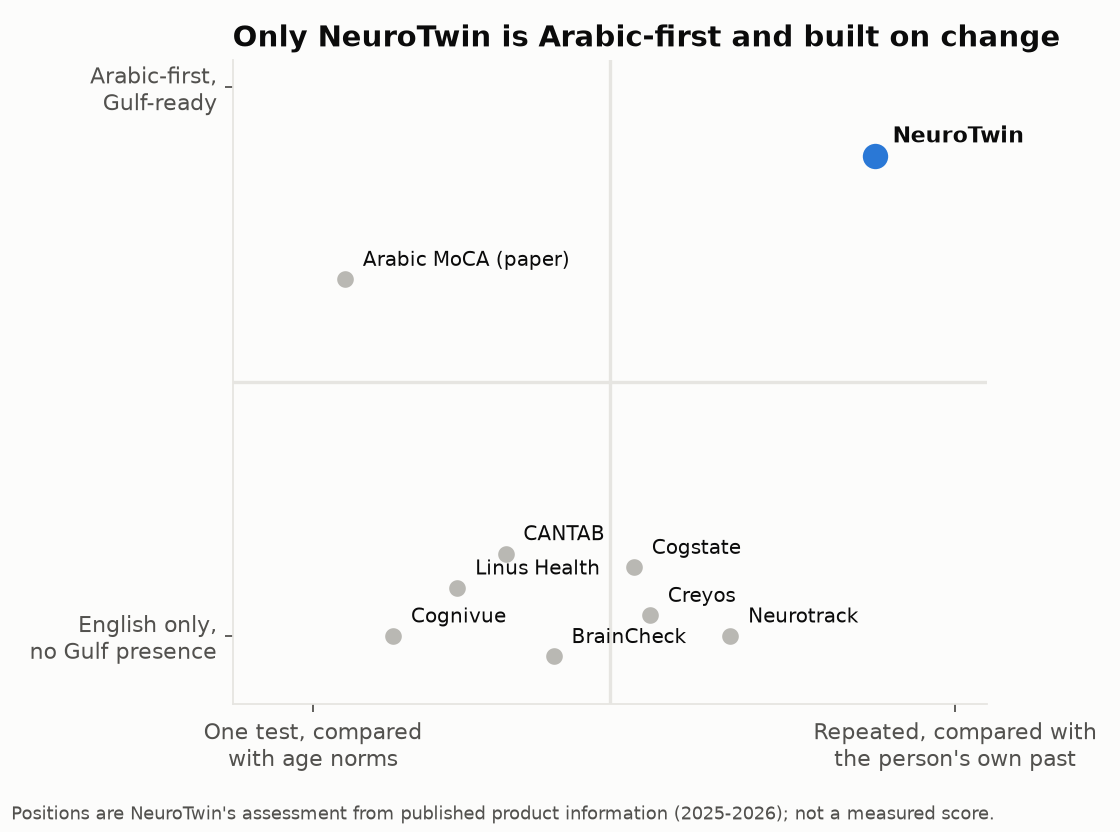 Only NeuroTwin is Arabic-first and built on change
Arabic-first,
Gulf-ready
NeuroTwin
Arabic MoCA (paper)
CANTAB
Cogstate
Linus Health
Creyos
Cognivue
Neurotrack
BrainCheck
English only,
no Gulf presence
One test, compared
with age norms
Repeated, compared with
the person's own past
Positions are NeuroTwin's assessment from published product information (2025-2026); not a measured score.